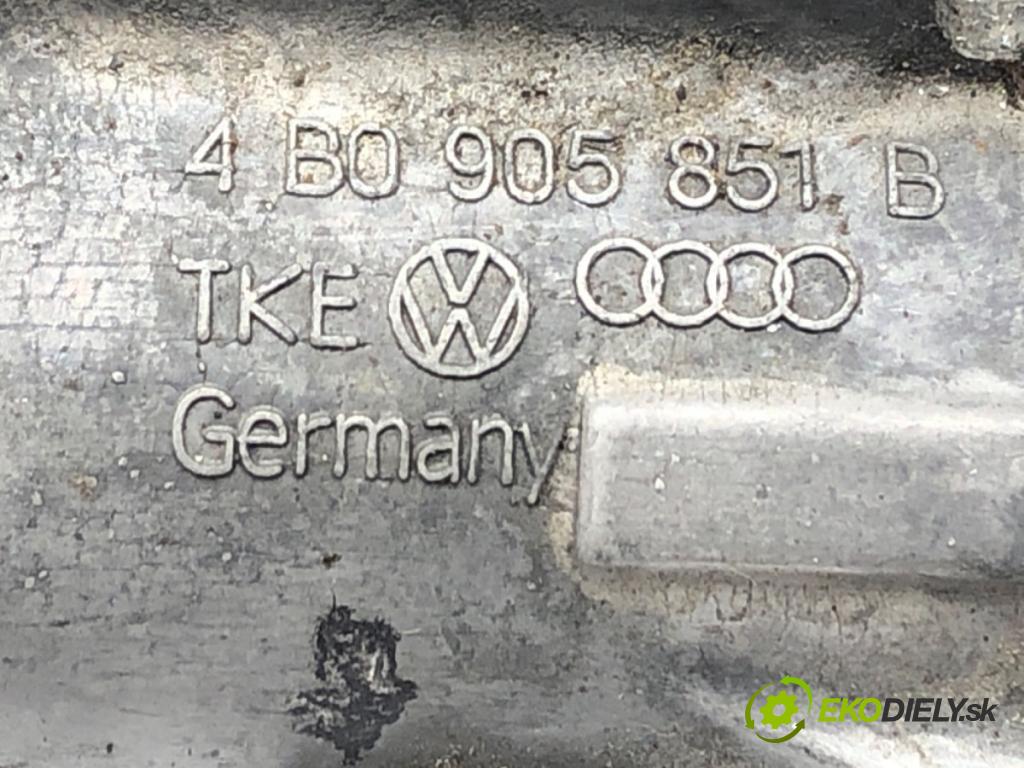 4 B0 905 851 B
TKE
Germany
EKODIELY.sk